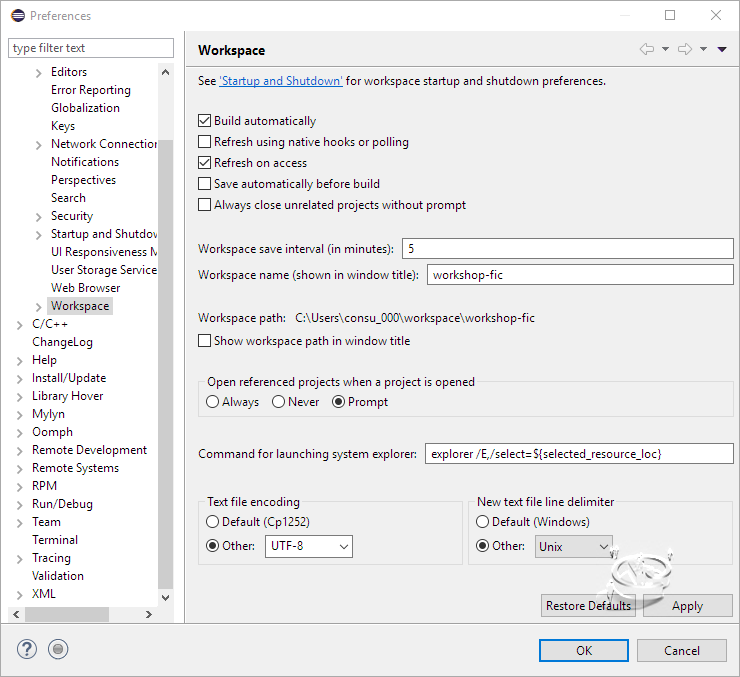 Preferences
type filter text
Editors
Error Reporting
Globalization
Keys
Network Connection
Notifications
Perspectives
Search
Security
Startup and Shutdov
UI Responsiveness M
User Storage Service
Web Browser
Workspace
C/C++
ChangeLog
Help
Install/Update
Library Hover
Mylyn
Oomph
Remote Development
Remote Systems
RPM
Run/Debug
Team
Terminal
Tracing
Validation
XML
Workspace
See 'Startup and Shutdown' for workspace startup and shutdown preferences.
Build automatically
Refresh using native hooks or polling
Refresh on access
Save automatically before build
Always close unrelated projects without prompt
Workspace save interval (in minutes): 5
Workspace name (shown in window title): workshop-fic
Workspace path: C:\Users\consu_000\workspace\workshop-fic
Show workspace path in window title
Open referenced projects when a project is opened
Always Never Prompt
Command for launching system explorer: explorer /E,/select=${selected_resource_loc}
Text file encoding
Default (Cp1252)
Other: UTF-8
New text file line delimiter
Default (Windows)
Other: Unix
Restore Defaults Apply
OK Cancel